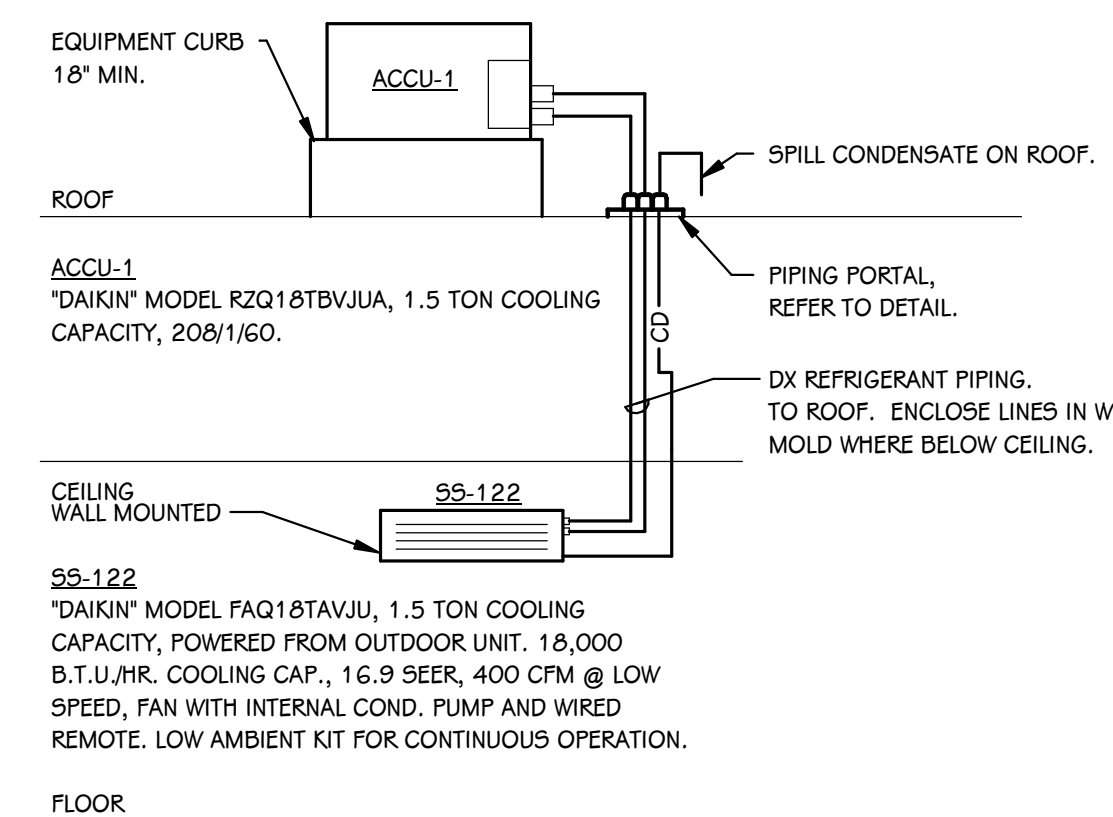 EQUIPMENT CURB
18" MIN.
ACCU-1
SPILL CONDENSATE ON ROOF.
ROOF
ACCU-1
"DAIKIN" MODEL RZQ18TBVJUA, 1.5 TON COOLING
CAPACITY, 208/1/60.
PIPING PORTAL,
REFER TO DETAIL.
CD
DX REFRIGERANT PIPING.
TO ROOF. ENCLOSE LINES IN
MOLD WHERE BELOW CEILING.
CEILING
WALL MOUNTED
SS-122
SS-122
"DAIKIN" MODEL FAQ18TAVJU, 1.5 TON COOLING
CAPACITY, POWERED FROM OUTDOOR UNIT. 18,000
B.T.U./HR. COOLING CAP., 16.9 SEER, 400 CFM @ LOW
SPEED, FAN WITH INTERNAL COND. PUMP AND WIRED
REMOTE. LOW AMBIENT KIT FOR CONTINUOUS OPERATION.
FLOOR